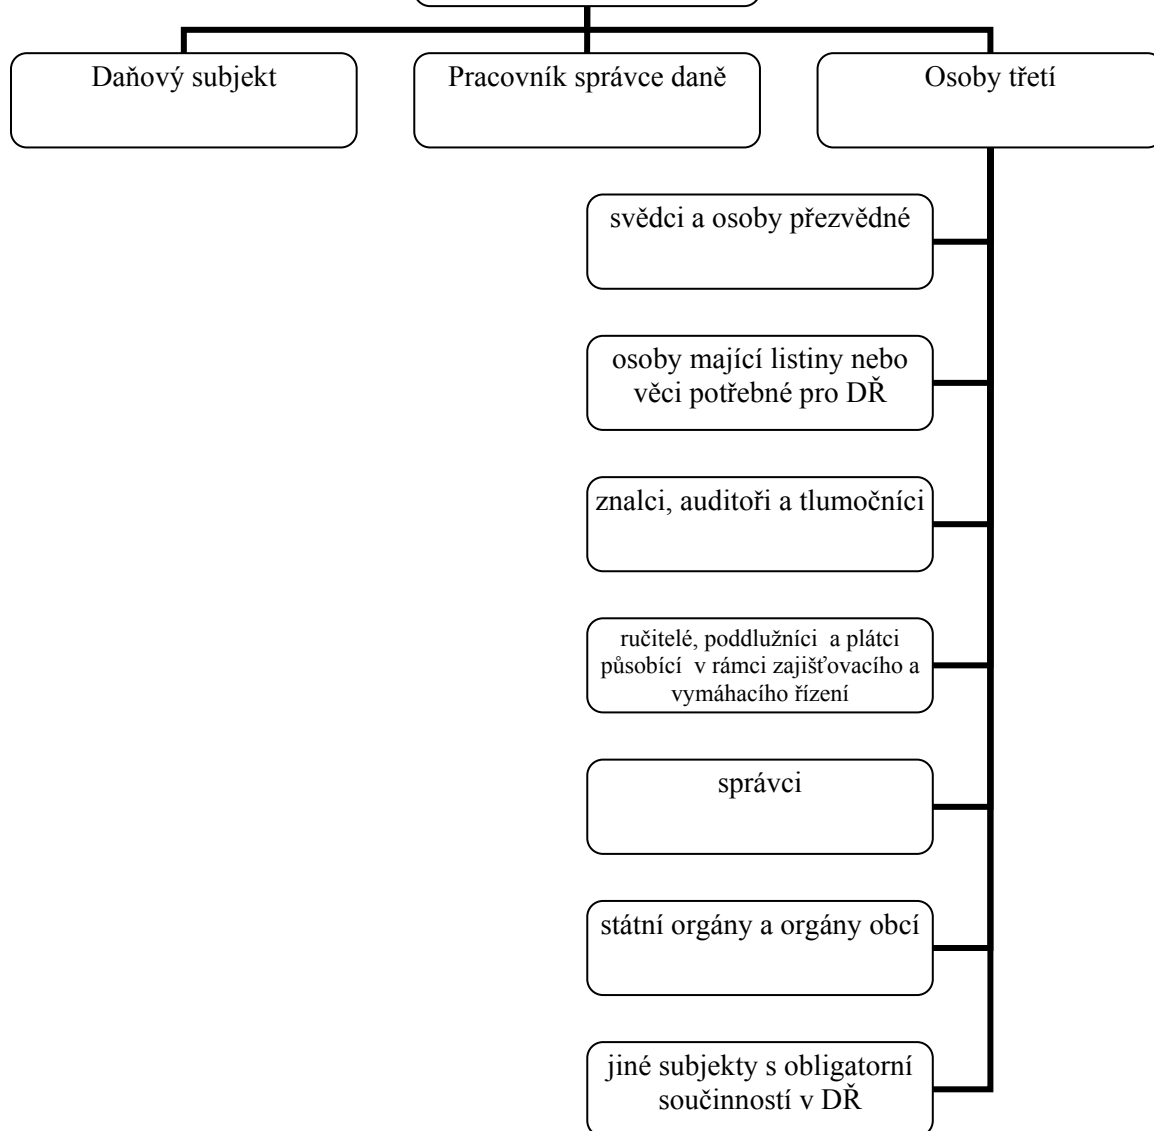 Daňový subjekt
Pracovník správce daně
Osoby třetí
svědci a osoby přezvědné
osoby mající listiny nebo
věci potřebné pro DŘ
znalci, auditoři a tlumočníci
ručitelé, poddlužníci a plátci
působící v rámci zajišťovacího a
vymáhacího řízení
správci
státní orgány a orgány obcí
jiné subjekty s obligatorní
součinností v DŘ